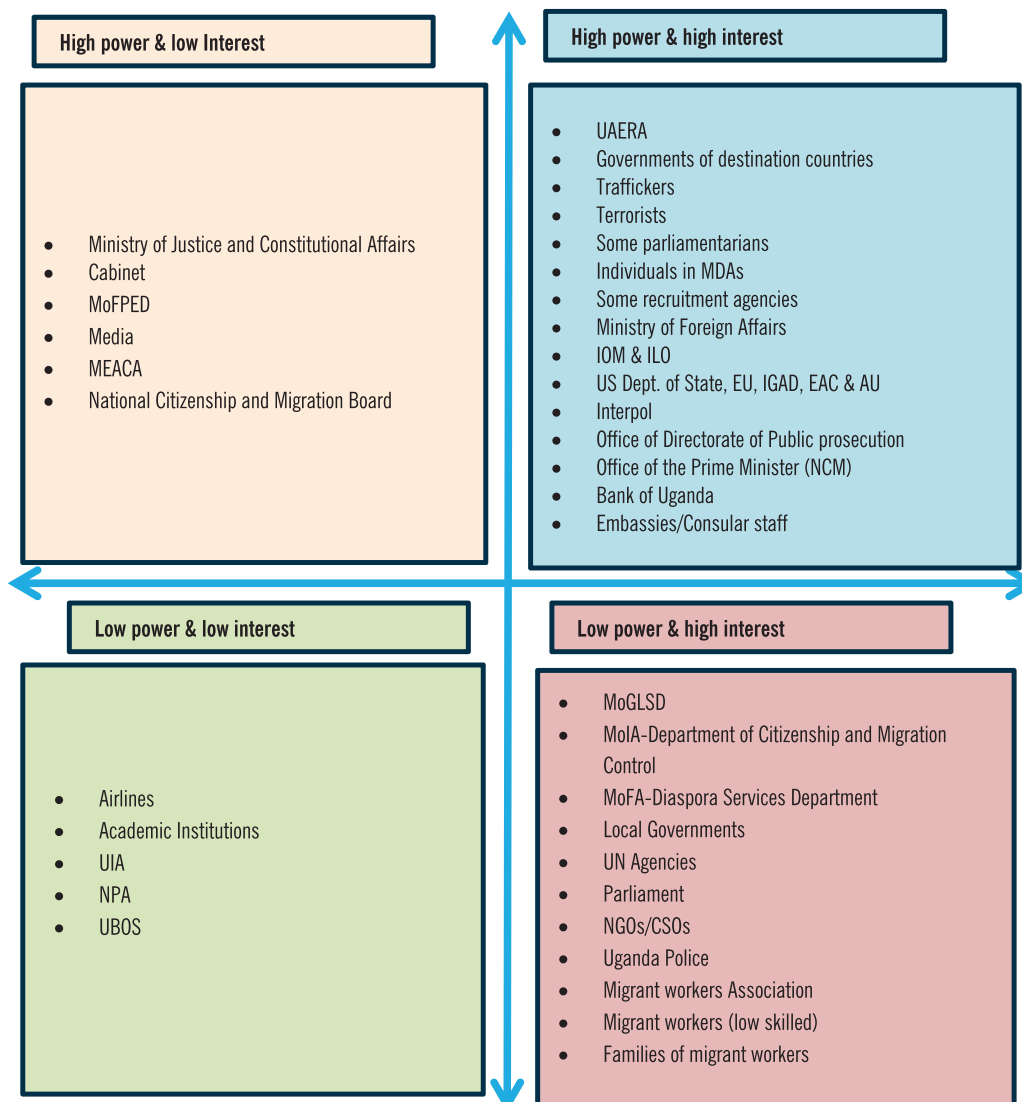 High power & low Interest
• Ministry of Justice and Constitutional Affairs
• Cabinet
• MoFPED
• Media
• MEACA
• National Citizenship and Migration Board
High power & high interest
• UAERA
• Governments of destination countries
• Traffickers
• Terrorists
• Some parliamentarians
• Individuals in MDAs
• Some recruitment agencies
• Ministry of Foreign Affairs
• IOM & ILO
• US Dept. of State, EU, IGAD, EAC & AU
• Interpol
• Office of Directorate of Public prosecution
• Office of the Prime Minister (NCM)
• Bank of Uganda
• Embassies/Consular staff
Low power & low interest
• Airlines
• Academic Institutions
• UIA
• NPA
• UBOS
Low power & high interest
• MoGLSD
• MoIA-Department of Citizenship and Migration
Control
• MoFA-Diaspora Services Department
• Local Governments
• UN Agencies
• Parliament
• NGOs/CSOs
• Uganda Police
• Migrant workers Association
• Migrant workers (low skilled)
• Families of migrant workers